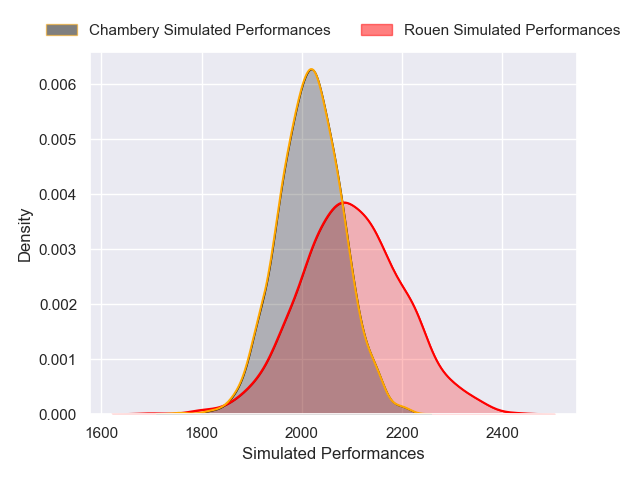 Chambery Simulated Performances
Rouen Simulated Performances
0.006
0.005
0.004
0.003
0.002
0.001
0.000
Density
1600 1800 2000 2200 2400
Simulated Performances